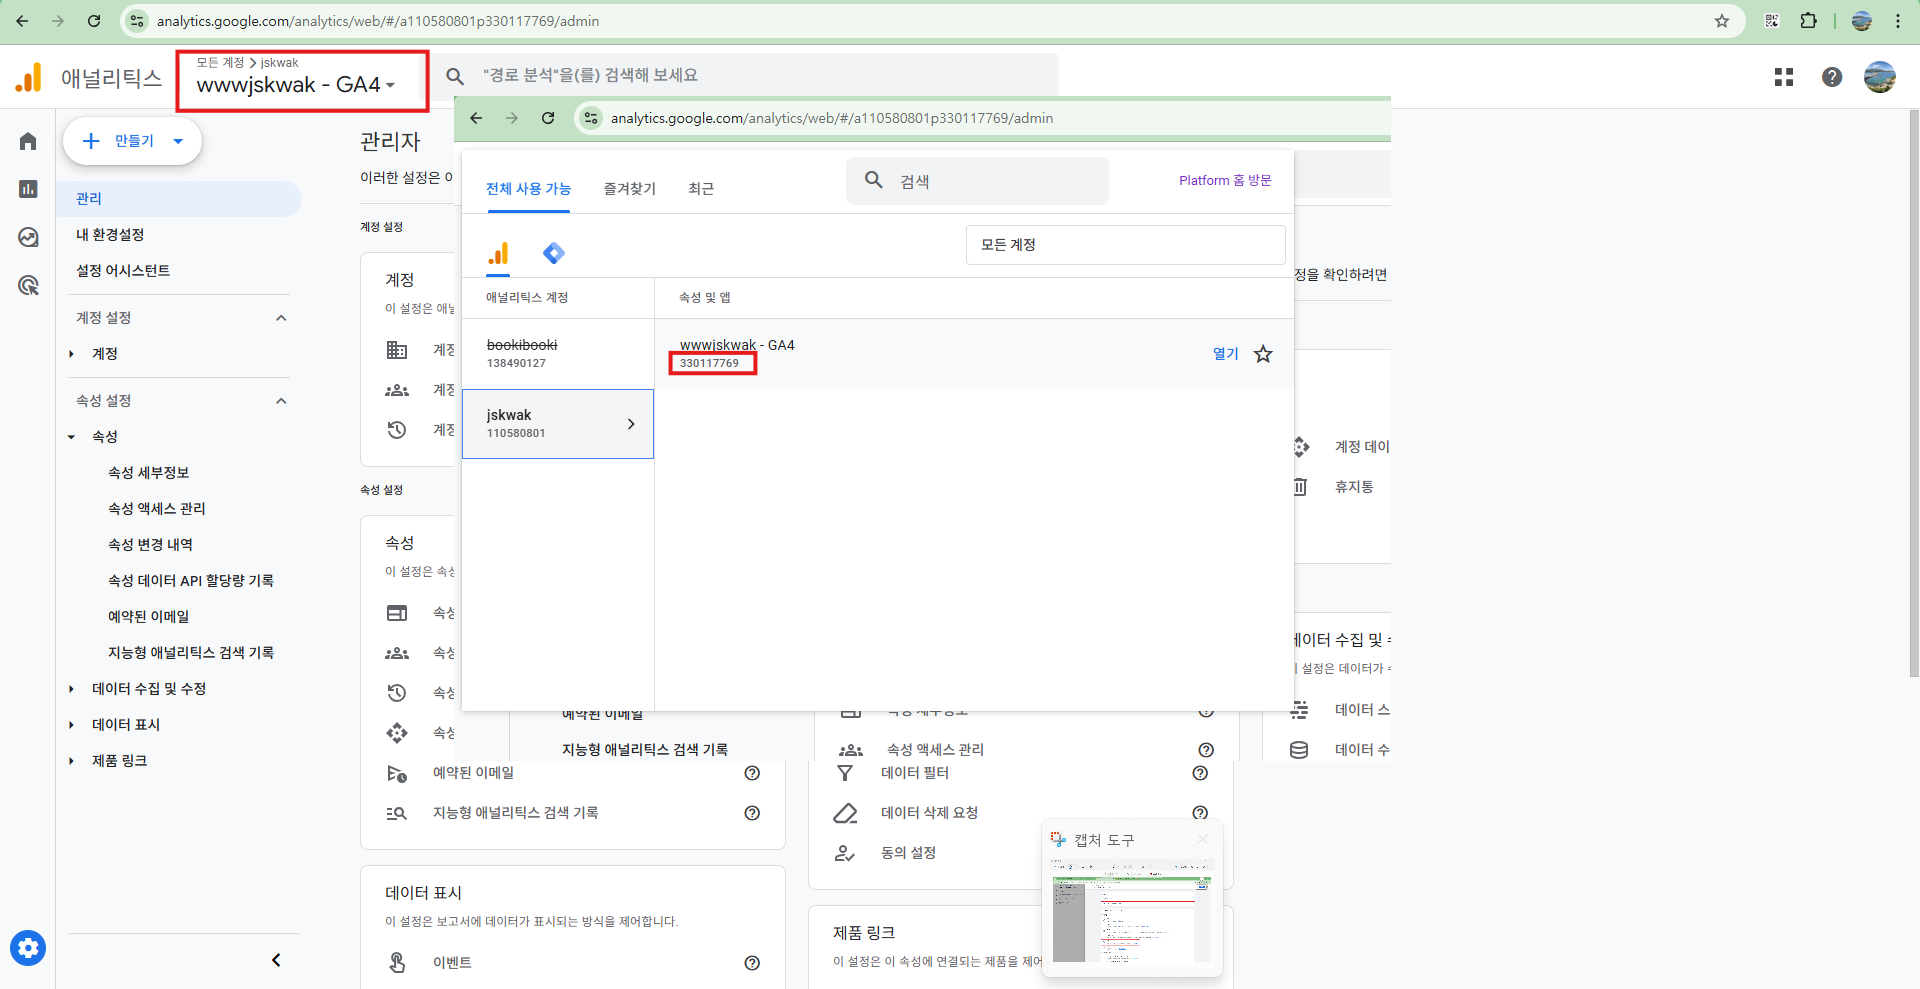 analytics.google.com/analytics/web/#/a110580801p330117769/admin
애널리틱스
모든 계정 > jskwak
wwwjskwak - GA4
"경로 분석"을(를) 검색해 보세요
만들기
관리
내 환경설정
설정 어시스턴트
계정 설정
계정
속성 설정
속성
속성 세부정보
속성 액세스 관리
속성 변경 내역
속성 데이터 API 할당량 기록
예약된 이메일
지능형 애널리틱스 검색 기록
데이터 수집 및 수정
데이터 표시
제품 링크
관리자
이러한 설정은
계정 설정
계정
이 설정은 애널
계정
계정
계정
속성 설정
속성
이 설정은 속성
속성
속성
속성
속성
예약된 이메일
지능형 애널리틱스 검색 기록
데이터 표시
이 설정은 보고서에 데이터가 표시되는 방식을 제어합니다.
이벤트
analytics.google.com/analytics/web/#/a110580801p330117769/admin
전체 사용 가능
즐겨찾기
최근
검색
Platform 홈 방문
모든 계정
애널리틱스 계정
속성 및 앱
bookibooki
138490127
jskwak
110580801
wwwjskwak - GA4
330117769
열기
정을 확인하려면
계정 데이
휴지통
데이터 수집 및
설정은 데이터가
데이터 스
데이터 수
예약된 이메일
지능형 애널리틱스 검색 기록
속성 세부정보
속성 액세스 관리
데이터 필터
데이터 삭제 요청
동의 설정
제품 링크
이 설정은 이 속성에 연결되는 제품을 제어
캡처 도구